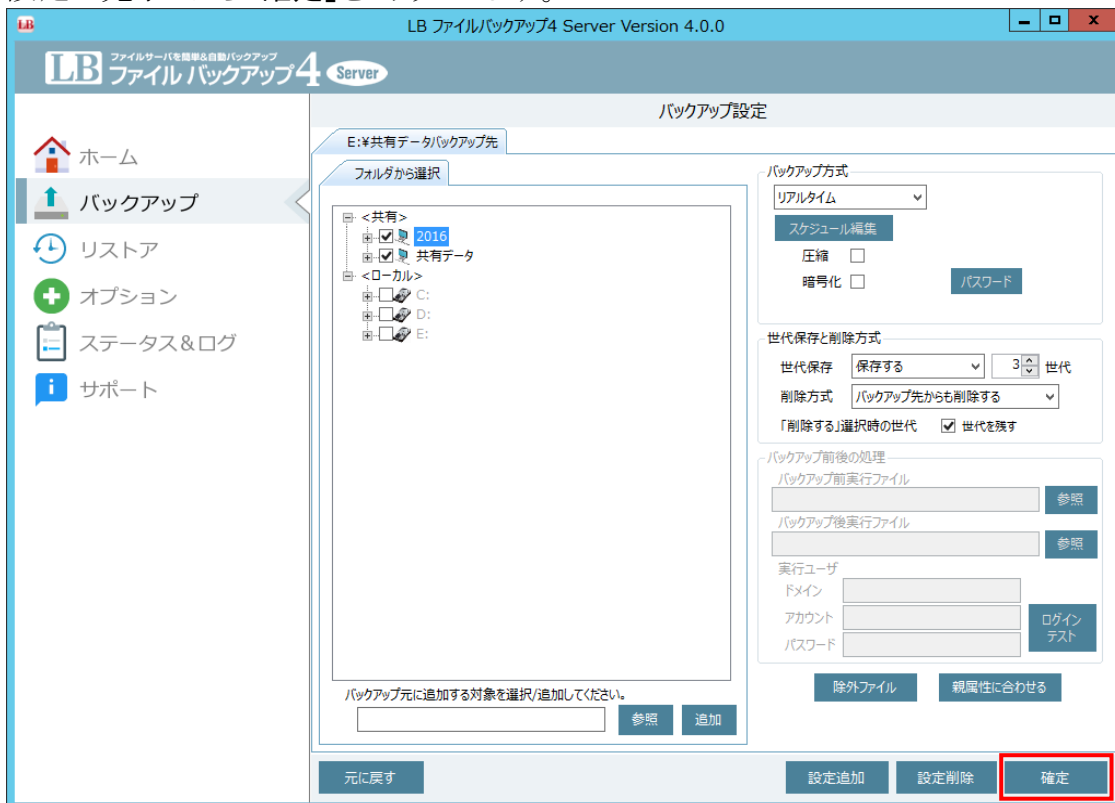 LB
LB ファイルバックアップ4 Server Version 4.0.0
LB
ファイルサーバを簡単&自動バックアップ
ファイル バックアップ4
Server
ホーム
バックアップ
リストア
オプション
ステータス&ログ
サポート
バックアップ設定
E:¥共有データバックアップ先
フォルダから選択
<共有>
2016
共有データ
<ローカル>
C:
D:
E:
バックアップ元に追加する対象を選択/追加してください。
参照
追加
バックアップ方式
リアルタイム
スケジュール編集
圧縮
暗号化
パスワード
世代保存と削除方式
世代保存 保存する 3 世代
削除方式 バックアップ先からも削除する
「削除する」選択時の世代 世代を残す
バックアップ前後の処理
バックアップ前実行ファイル
参照
バックアップ後実行ファイル
参照
実行ユーザ
ドメイン
アカウント
パスワード
ログイン
テスト
除外ファイル
親属性に合わせる
元に戻す
設定追加
設定削除
確定